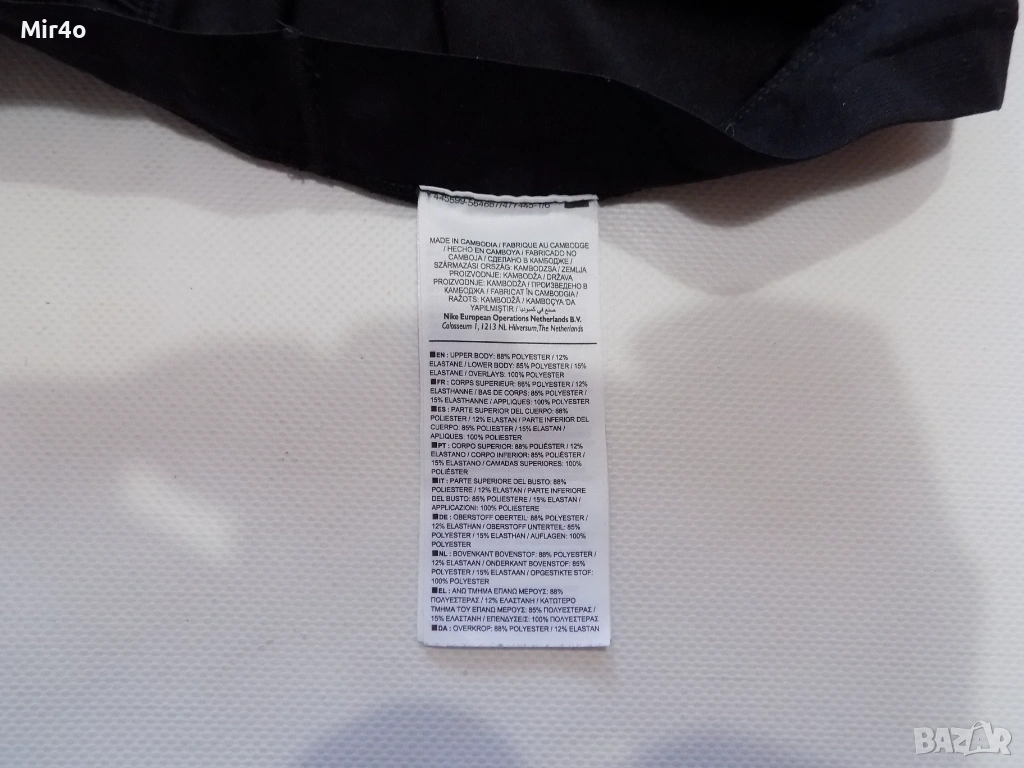 Mir4o
MADE IN CAMBODIA / FABRIQUE AU CAMBODGE
/ HECHO EN CAMBOYA / FABRICADO NO
CAMBOJA / СДЕЛАНО В КАМБОДЖЕ /
SZÁRMAZÁSI ORSZÁG: KAMBODZSA / ZEMLJA
PROIZVODNJE: KAMBODŽA / DRŽAVA
PROIZVODNJE: KAMBODŽA / ПРОИЗВЕДЕНО В
КАМБОДЖА / FABRICAT ÎN CAMBODGIA /
RAŽOTS: KAMBODŽĀ / KAMBOÇYA'DA
YAPILMIŞTIR / صنع في كمبوديا
Nike European Operations Netherlands B.V.
Colosseum 1, 1213 NL Hilversum, The Netherlands
EN : UPPER BODY: 88% POLYESTER / 12%
ELASTANE / LOWER BODY: 85% POLYESTER / 15%
ELASTANE / OVERLAYS: 100% POLYESTER
FR : CORPS SUPERIEUR: 88% POLYESTER / 12%
ELASTHANNE / BAS DE CORPS: 85% POLYESTER /
15% ELASTHANNE / APPLIQUES: 100% POLYESTER
ES : PARTE SUPERIOR DEL CUERPO: 88%
POLIESTER / 12% ELASTAN / PARTE INFERIOR DEL
CUERPO: 85% POLIESTER / 15% ELASTAN /
APLIQUES: 100% POLIESTER
PT : CORPO SUPERIOR: 88% POLIÉSTER / 12%
ELASTANO / CORPO INFERIOR: 85% POLIÉSTER /
15% ELASTANO / CAMADAS SUPERIORES: 100%
POLIÉSTER
IT : PARTE SUPERIORE DEL BUSTO: 88%
POLIESTERE / 12% ELASTAN / PARTE INFERIORE
DEL BUSTO: 85% POLIESTERE / 15% ELASTAN /
APPLICAZIONI: 100% POLIESTERE
DE : OBERSTOFF OBERTEIL: 88% POLYESTER /
12% ELASTHAN / OBERSTOFF UNTERTEIL: 85%
POLYESTER / 15% ELASTHAN / AUFLAGEN: 100%
POLYESTER
NL : BOVENKANT BOVENSTOF: 88% POLYESTER /
12% ELASTAAN / ONDERKANT BOVENSTOF: 85%
POLYESTER / 15% ELASTAAN / OPGESTIKTE STOF:
100% POLYESTER
EL : ΑΝΩ ΤΜΗΜΑ ΕΠΑΝΩ ΜΕΡΟΥΣ: 88%
ΠΟΛΥΕΣΤΕΡΑΣ / 12% ΕΛΑΣΤΑΝΗ / ΚΑΤΩΤΕΡΟ
ΤΜΗΜΑ ΤΟΥ ΕΠΑΝΩ ΜΕΡΟΥΣ: 85% ΠΟΛΥΕΣΤΕΡΑΣ /
15% ΕΛΑΣΤΑΝΗ / ΕΠΕΝΔΥΣΕΙΣ: 100% ΠΟΛΥΕΣΤΕΡΑΣ
DA : OVERKROP: 88% POLYESTER / 12% ELASTAN
BAZAR